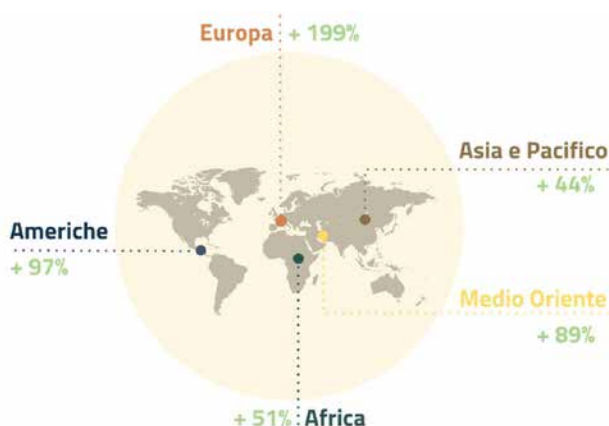 Europa + 199%
Asia e Pacifico
+ 44%
Americhe
+ 97%
Medio Oriente
+ 89%
+ 51% Africa